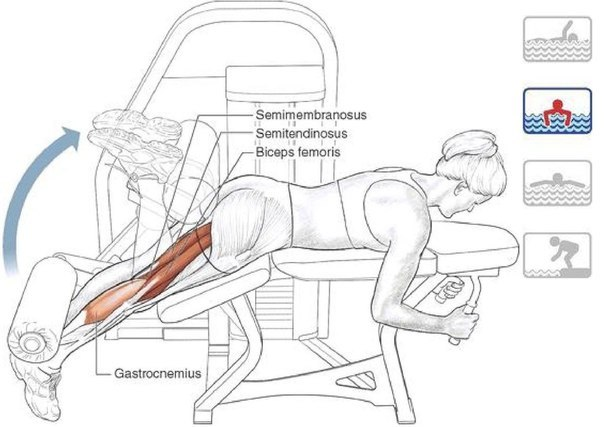 Semimembranosus
Semitendinosus
Biceps femoris
Gastrocnemius